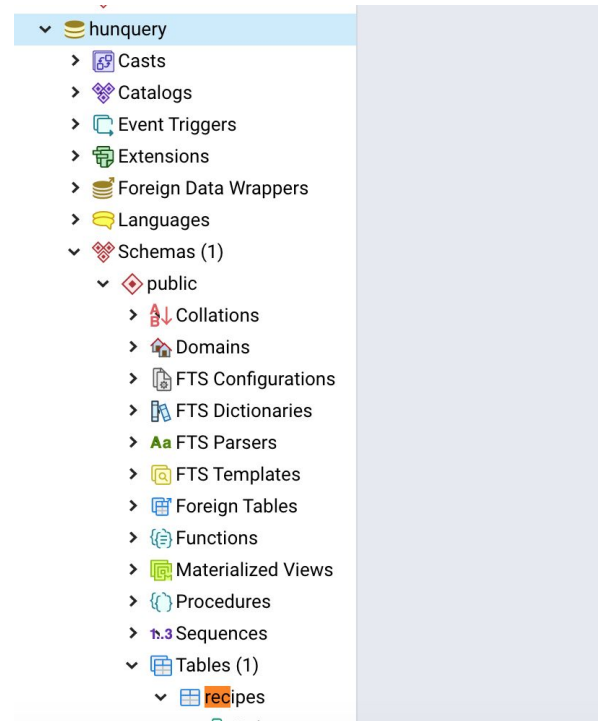 hunquery
Casts
Catalogs
Event Triggers
Extensions
Foreign Data Wrappers
Languages
Schemas (1)
public
Collations
Domains
FTS Configurations
FTS Dictionaries
Aa FTS Parsers
FTS Templates
Foreign Tables
Functions
Materialized Views
Procedures
1..3 Sequences
Tables (1)
recipes